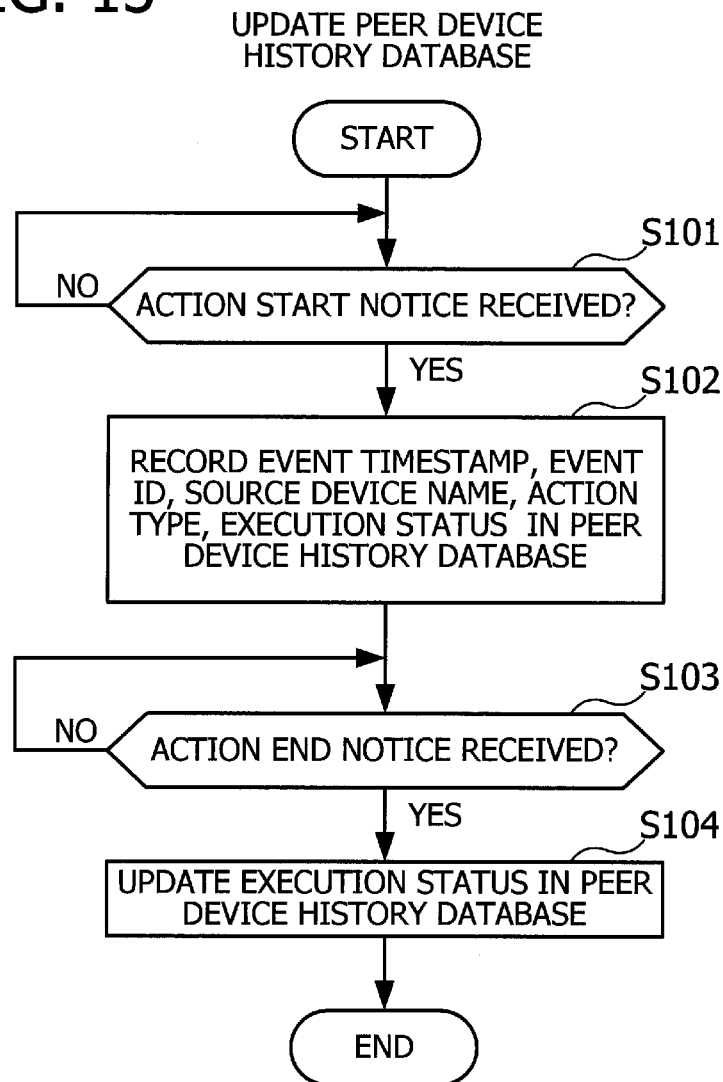 UPDATE PEER DEVICE
HISTORY DATABASE
START
S101
NO
ACTION START NOTICE RECEIVED?
YES
S102
RECORD EVENT TIMESTAMP, EVENT
ID, SOURCE DEVICE NAME, ACTION
TYPE, EXECUTION STATUS IN PEER
DEVICE HISTORY DATABASE
S103
NO
ACTION END NOTICE RECEIVED?
YES
S104
UPDATE EXECUTION STATUS IN PEER
DEVICE HISTORY DATABASE
END